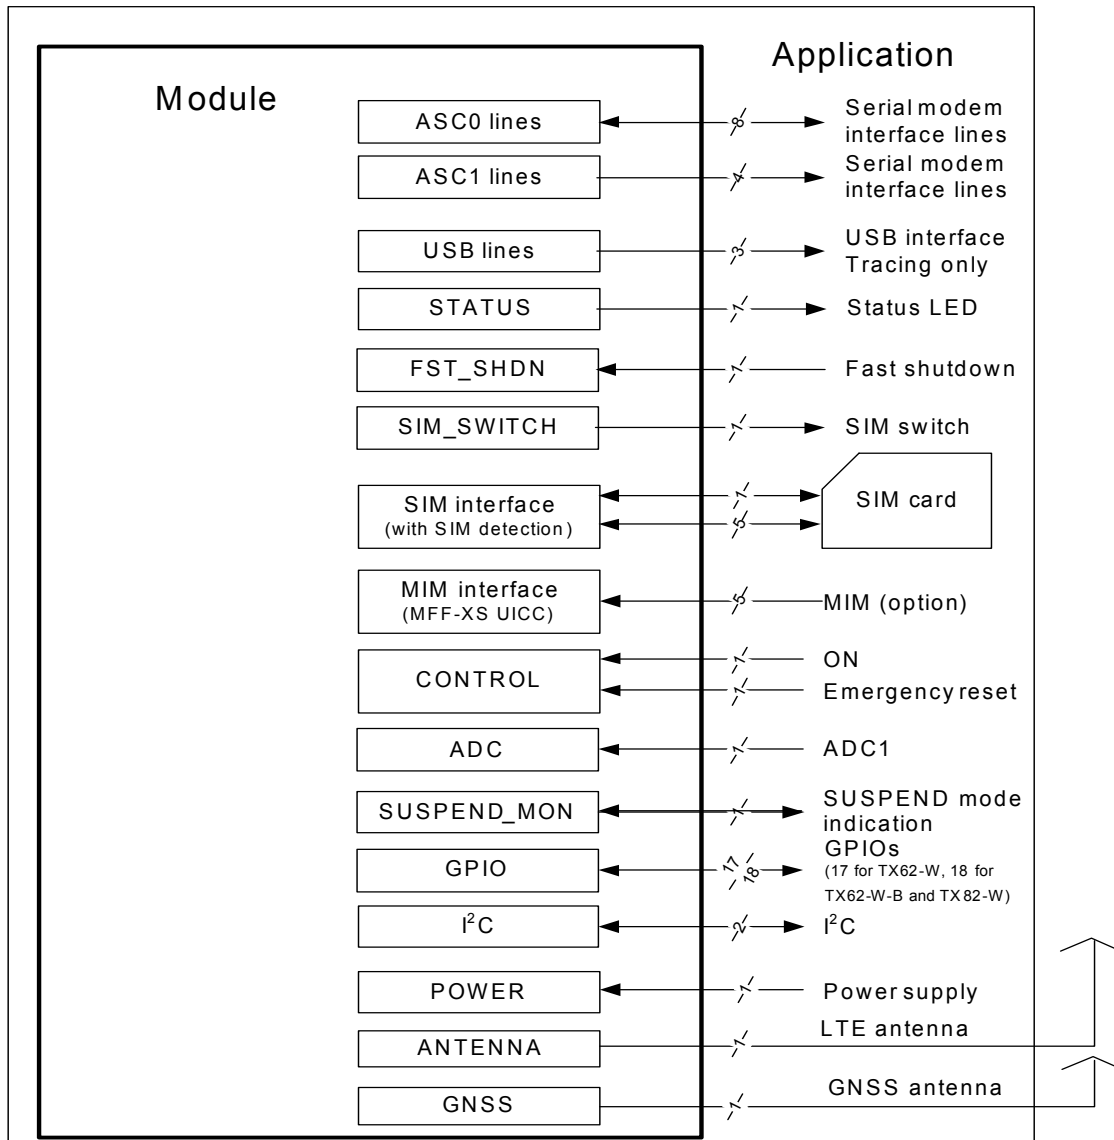 Application
Module
ASC0 lines
8
Serial modem
interface lines
ASC1 lines
4
Serial modem
interface lines
USB lines
3
USB interface
Tracing only
STATUS
1
Status LED
FST_SHDN
1
Fast shutdown
SIM_SWITCH
1
SIM switch
SIM interface
(with SIM detection)
1
5
SIM card
MIM interface
(MFF-XS UICC)
5
MIM (option)
CONTROL
1
ON
1
Emergency reset
ADC
1
ADC1
SUSPEND_MON
1
SUSPEND mode
indication
GPIO
17
18
GPIOs
(17 for TX62-W, 18 for
TX62-W-B and TX82-W)
I²C
2
I²C
POWER
1
Power supply
ANTENNA
1
LTE antenna
GNSS
1
GNSS antenna